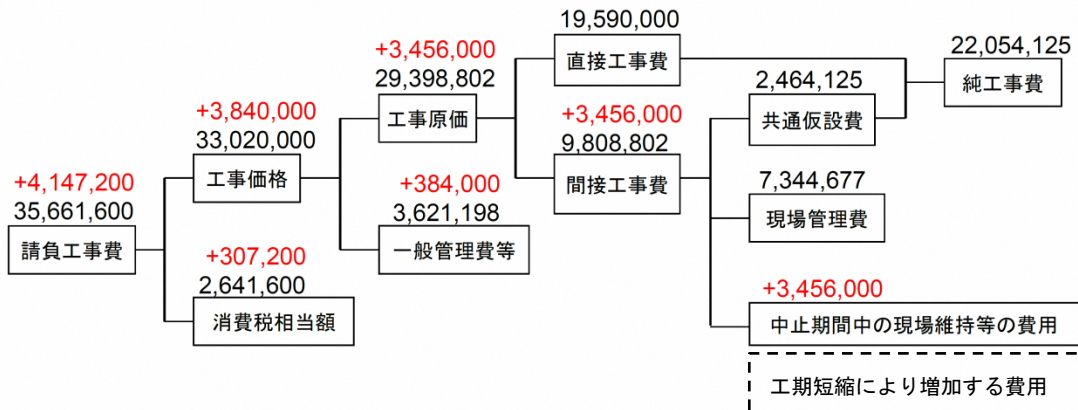 +4,147,200
35,661,600
請負工事費
+3,840,000
33,020,000
工事価格
+307,200
2,641,600
消費税相当額
+3,456,000
29,398,802
工事原価
+384,000
3,621,198
一般管理費等
19,590,000
直接工事費
+3,456,000
9,808,802
間接工事費
2,464,125
共通仮設費
7,344,677
現場管理費
+3,456,000
中止期間中の現場維持等の費用
工期短縮により増加する費用
22,054,125
純工事費